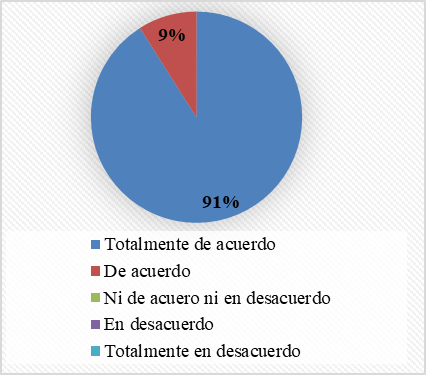 9%
91%
Totalmente de acuerdo
De acuerdo
Ni de acuero ni en desacuerdo
En desacuerdo
Totalmente en desacuerdo